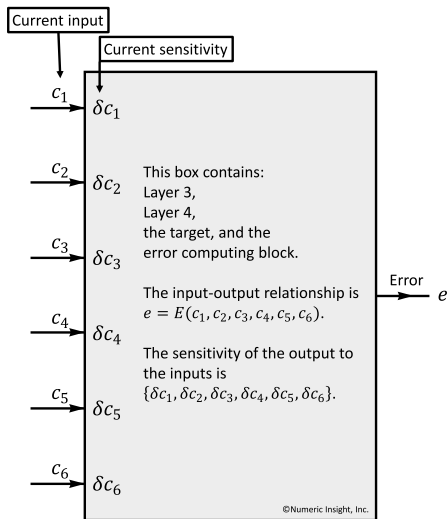 Current input
Current sensitivity
c₁
δc₁
c₂
δc₂
c₃
δc₃
c₄
δc₄
c₅
δc₅
c₆
δc₆
This box contains:
Layer 3,
Layer 4,
the target, and the
error computing block.
The input-output relationship is
e = E(c₁, c₂, c₃, c₄, c₅, c₆).
The sensitivity of the output to
the inputs is
{δc₁, δc₂, δc₃, δc₄, δc₅, δc₆}.
Error
e
©Numeric Insight, Inc.